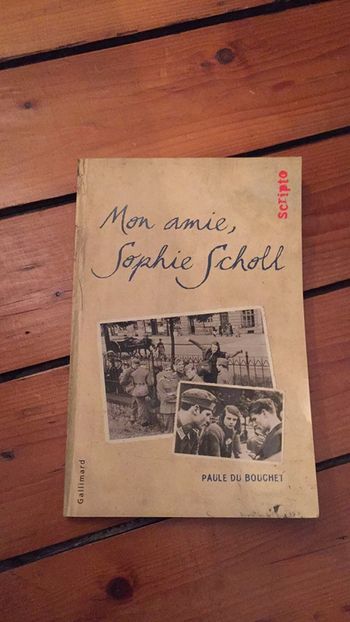 scripto
Mon amie,
Sophie Scholl
PAULE DU BOUCHET
Gallimard